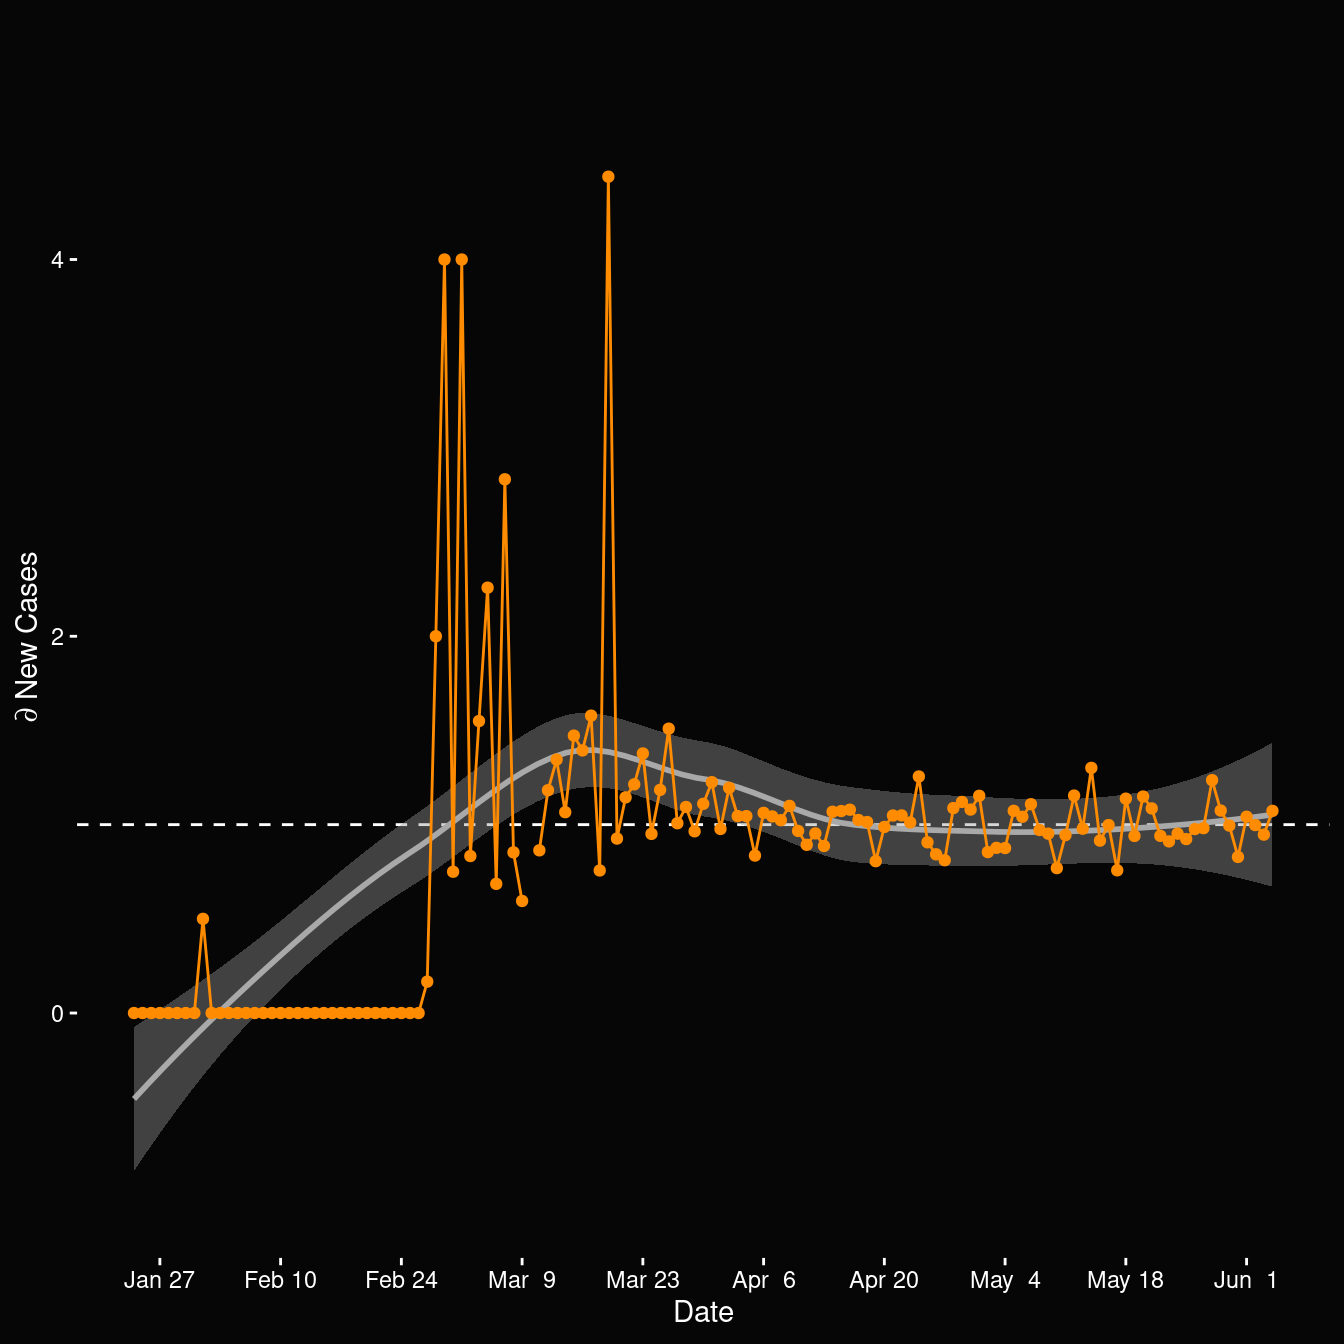 4
2
0
∂ New Cases
Jan 27
Feb 10
Feb 24
Mar  9
Mar 23
Apr  6
Apr 20
May  4
May 18
Jun  1
Date